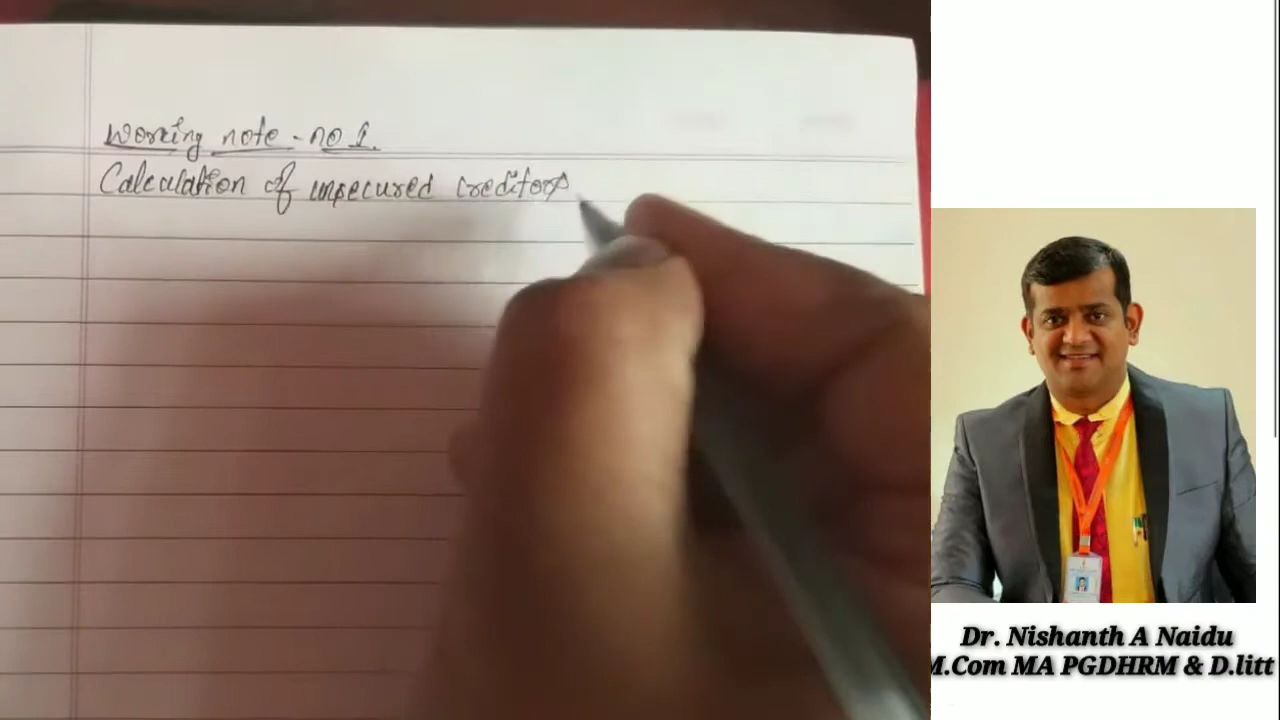 Working note - no 1.
Calculation of unsecured creditors
Dr. Nishanth A Naidu
M.Com MA PGDHRM & D.litt